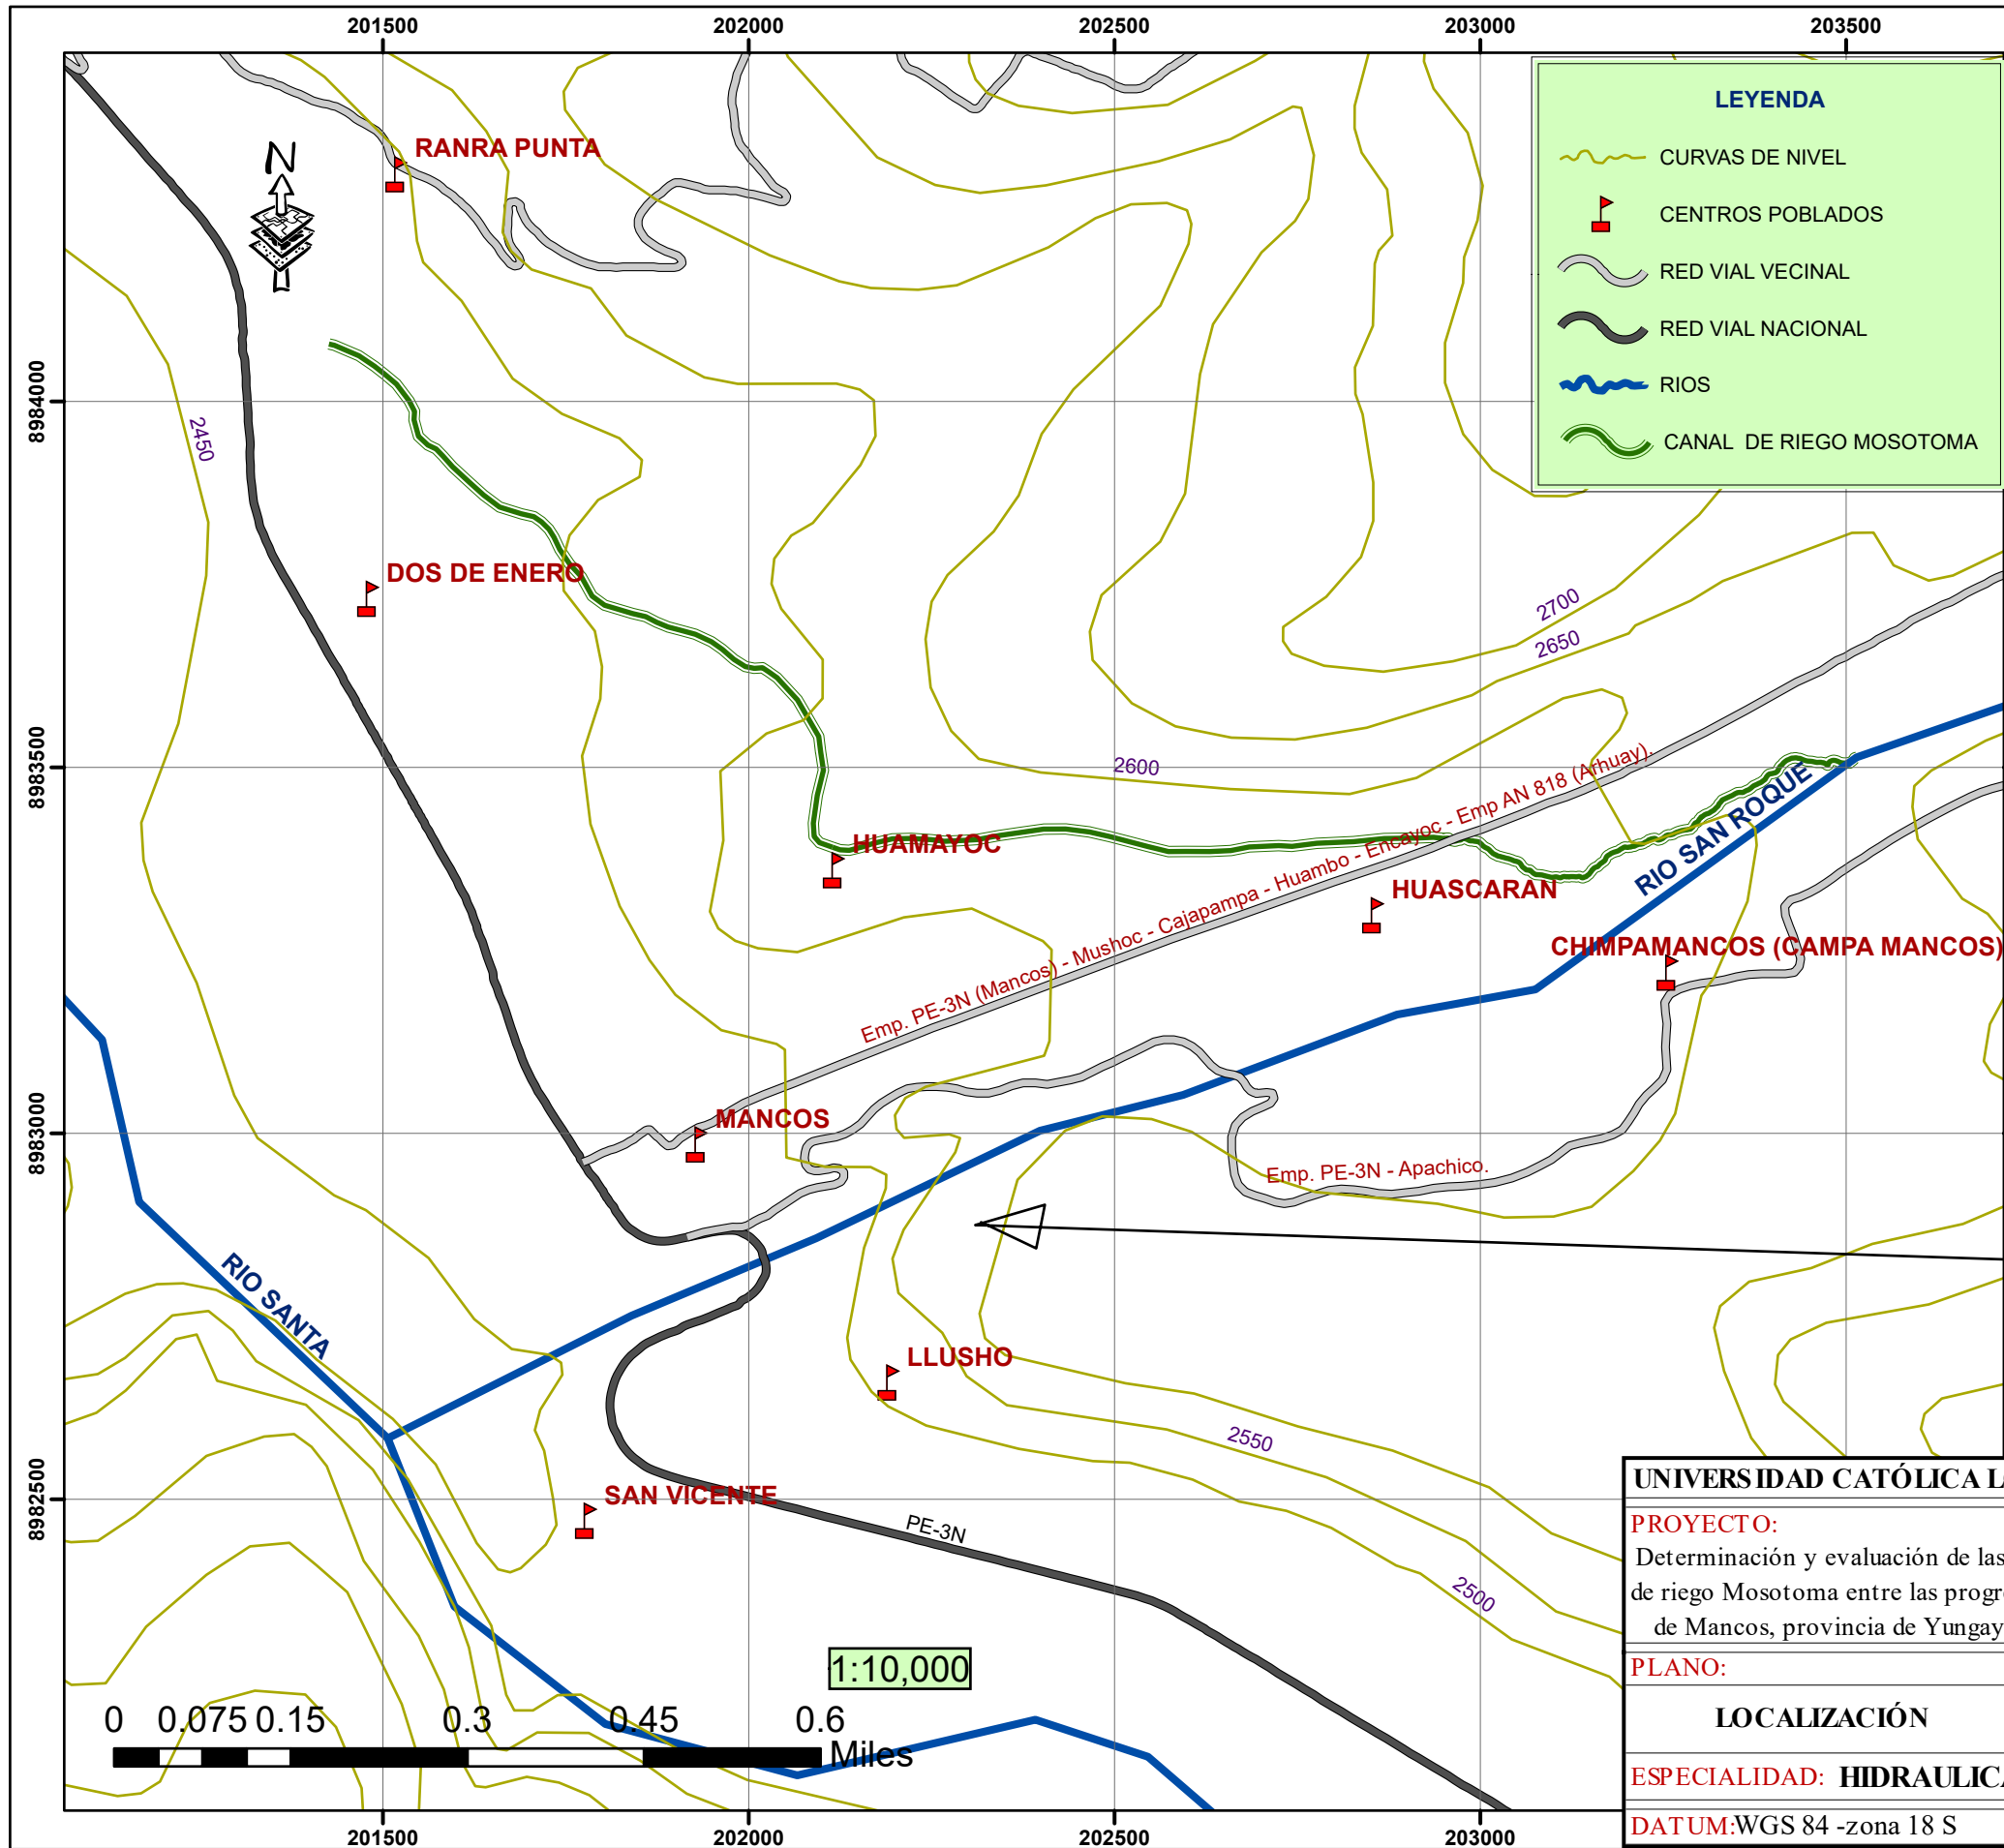 201500 202000 202500 203000 203500
LEYENDA
CURVAS DE NIVEL
CENTROS POBLADOS
RED VIAL VECINAL
RED VIAL NACIONAL
RIOS
CANAL DE RIEGO MOSOTOMA
N
RANRA PUNTA
8984000
2450
DOS DE ENERO
2700
2650
8983500
2600
Emp. PE-3N (Mancos) - Mushoc - Cajapampa - Huambo - Encayoc - Emp AN 818 (Arhuay).
RIO SAN ROQUE
HUAMAYOC
HUASCARAN
CHIMPAMANCOS (CAMPA MANCOS)
8983000
MANCOS
Emp. PE-3N - Apachico.
RIO SANTA
LLUSHO
2550
8982500
SAN VICENTE
PE-3N
2500
1:10,000
0 0.075 0.15 0.3 0.45 0.6
Miles
UNIVERSIDAD CATÓLICA
PROYECTO:
Determinación y evaluación de las
de riego Mosotoma entre las
de Mancos, provincia de Yungay
PLANO:
LOCALIZACIÓN
ESPECIALIDAD: HIDRAULICA
DATUM:WGS 84 -zona 18 S
201500 202000 202500 203000